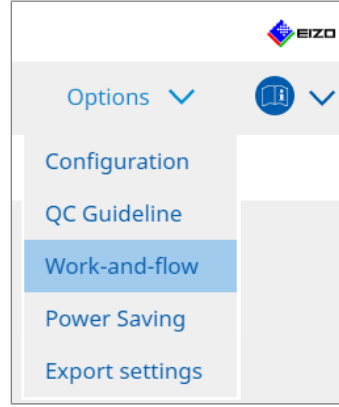 EIZO
Options
Configuration
QC Guideline
Work-and-flow
Power Saving
Export settings